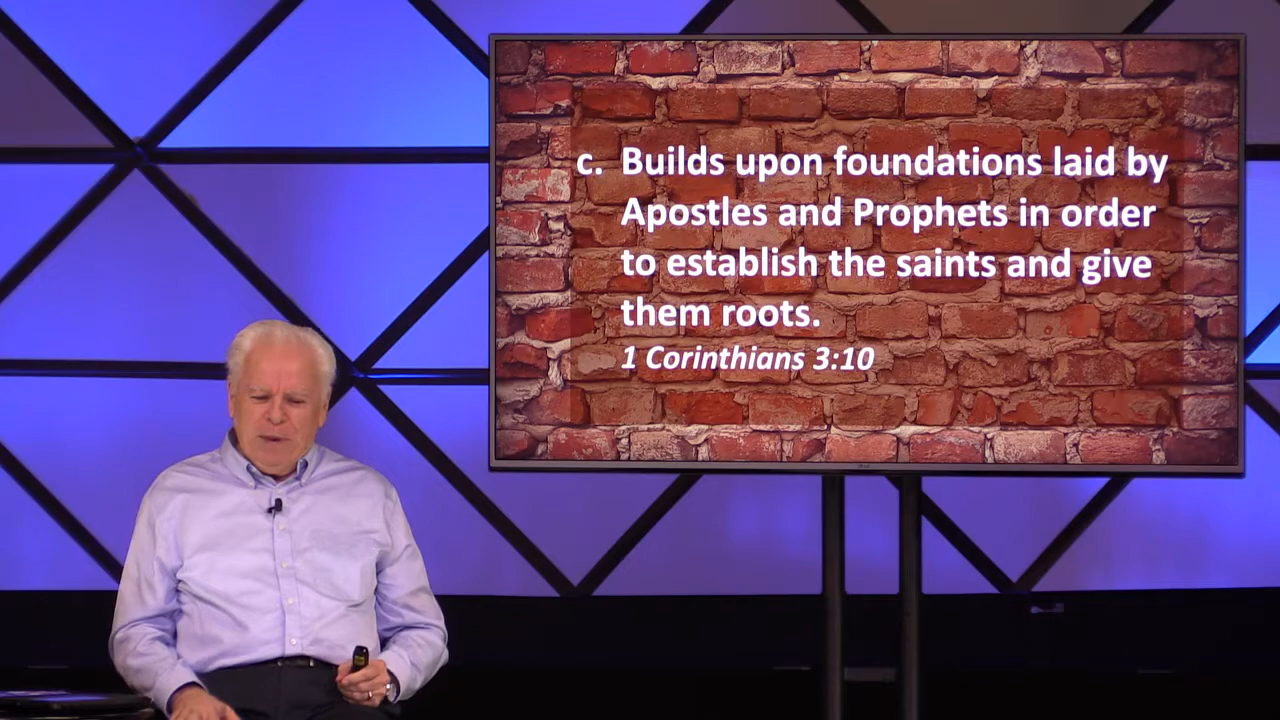 c. Builds upon foundations laid by
Apostles and Prophets in order
to establish the saints and give
them roots.
1 Corinthians 3:10